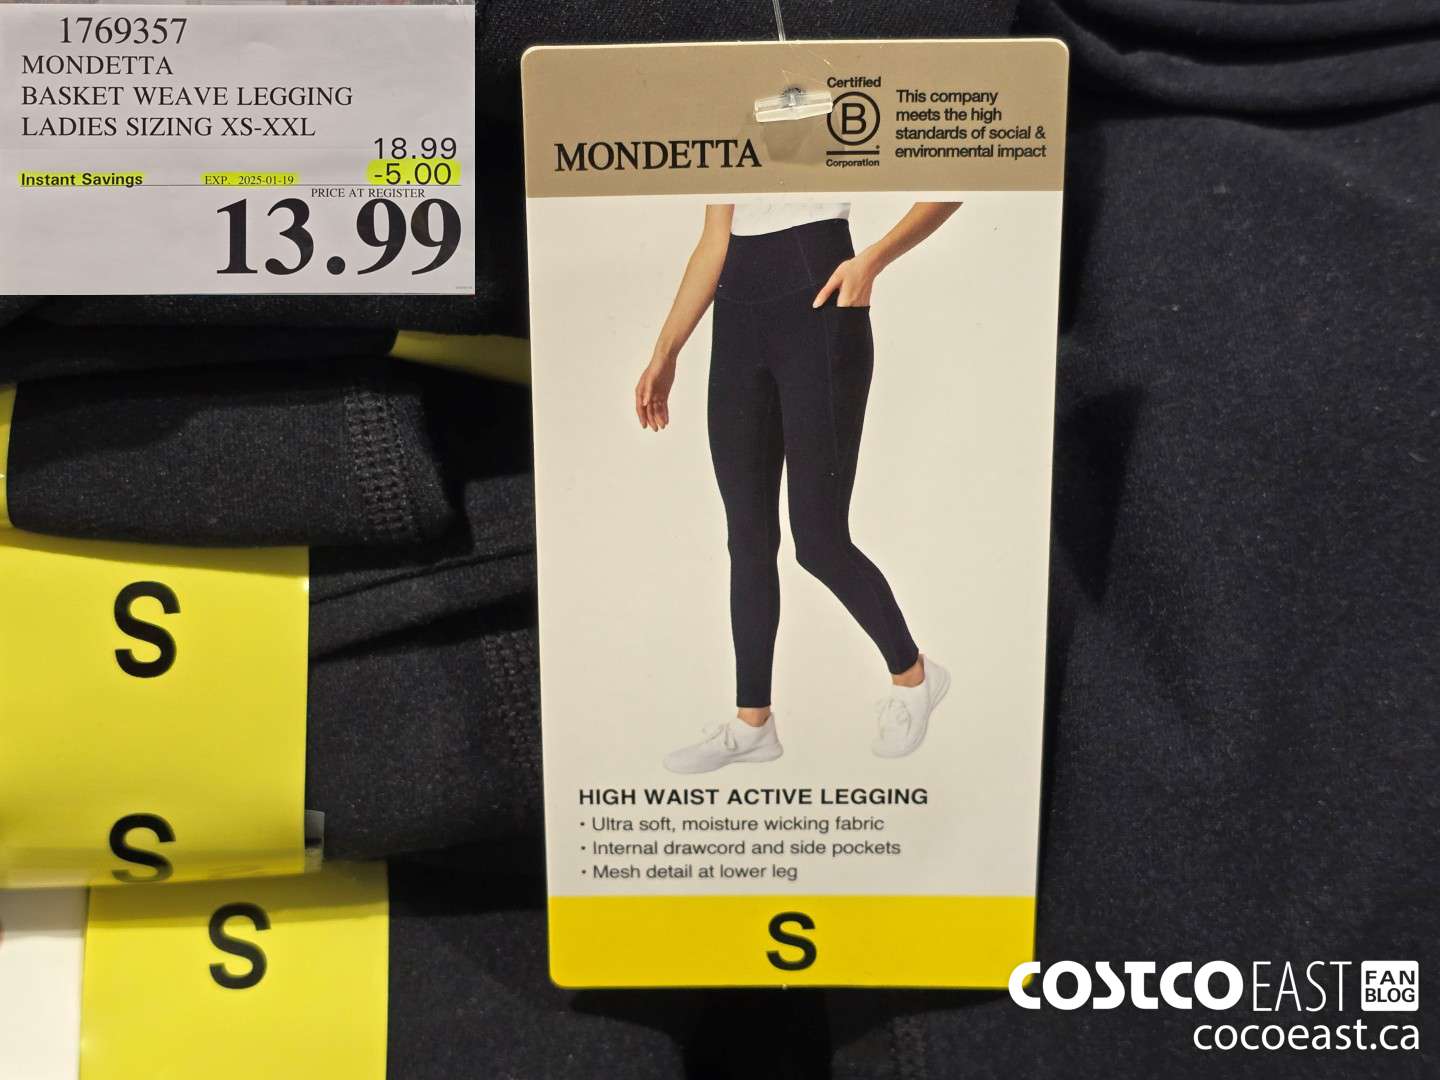 1769357
MONDETTA
BASKET WEAVE LEGGING
LADIES SIZING XS-XXL
18.99
Instant Savings EXP. 2025-01-19 -5.00
PRICE AT REGISTER
13.99
MONDETTA
Certified
B
Corporation
This company
meets the high
standards of social &
environmental impact
HIGH WAIST ACTIVE LEGGING
• Ultra soft, moisture wicking fabric
• Internal drawcord and side pockets
• Mesh detail at lower leg
S
S
S
S
COSTCO EAST FAN BLOG
cocoeast.ca